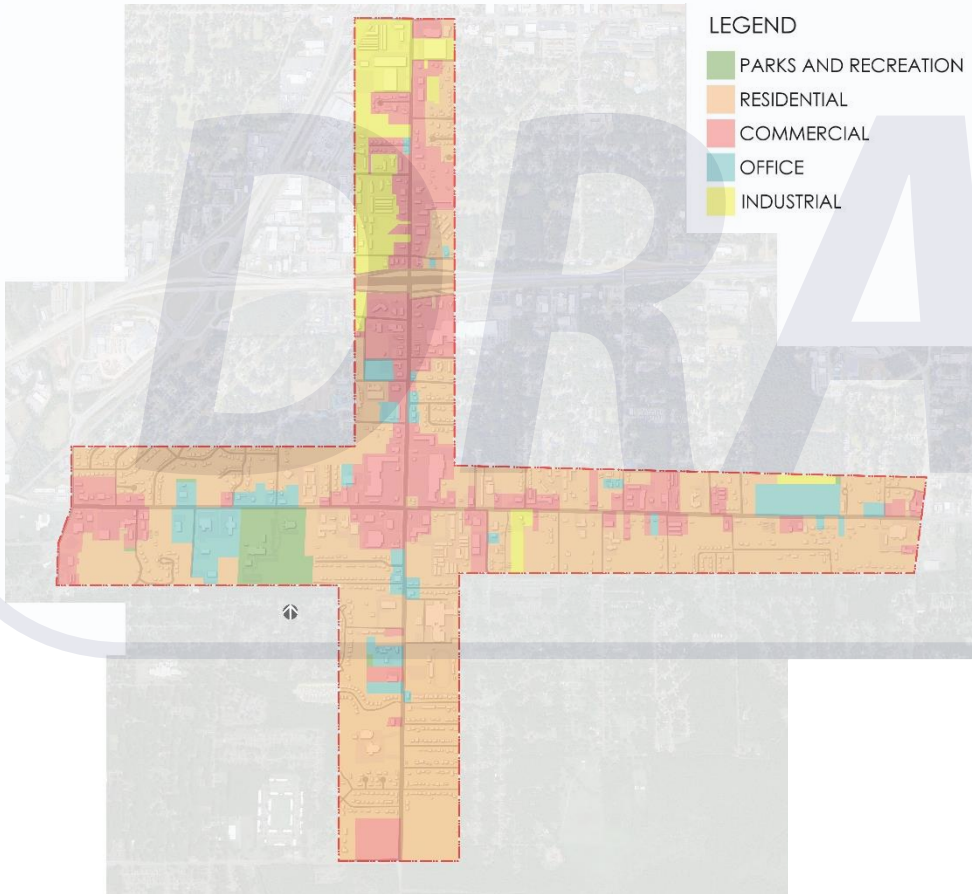 LEGEND
PARKS AND RECREATION
RESIDENTIAL
COMMERCIAL
OFFICE
INDUSTRIAL
DRA